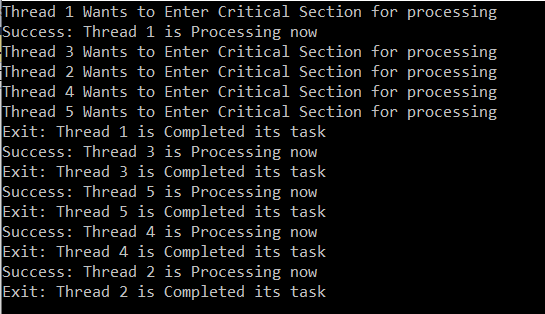 Thread 1 Wants to Enter Critical Section for processing
Success: Thread 1 is Processing now
Thread 3 Wants to Enter Critical Section for processing
Thread 2 Wants to Enter Critical Section for processing
Thread 4 Wants to Enter Critical Section for processing
Thread 5 Wants to Enter Critical Section for processing
Exit: Thread 1 is Completed its task
Success: Thread 3 is Processing now
Exit: Thread 3 is Completed its task
Success: Thread 5 is Processing now
Exit: Thread 5 is Completed its task
Success: Thread 4 is Processing now
Exit: Thread 4 is Completed its task
Success: Thread 2 is Processing now
Exit: Thread 2 is Completed its task